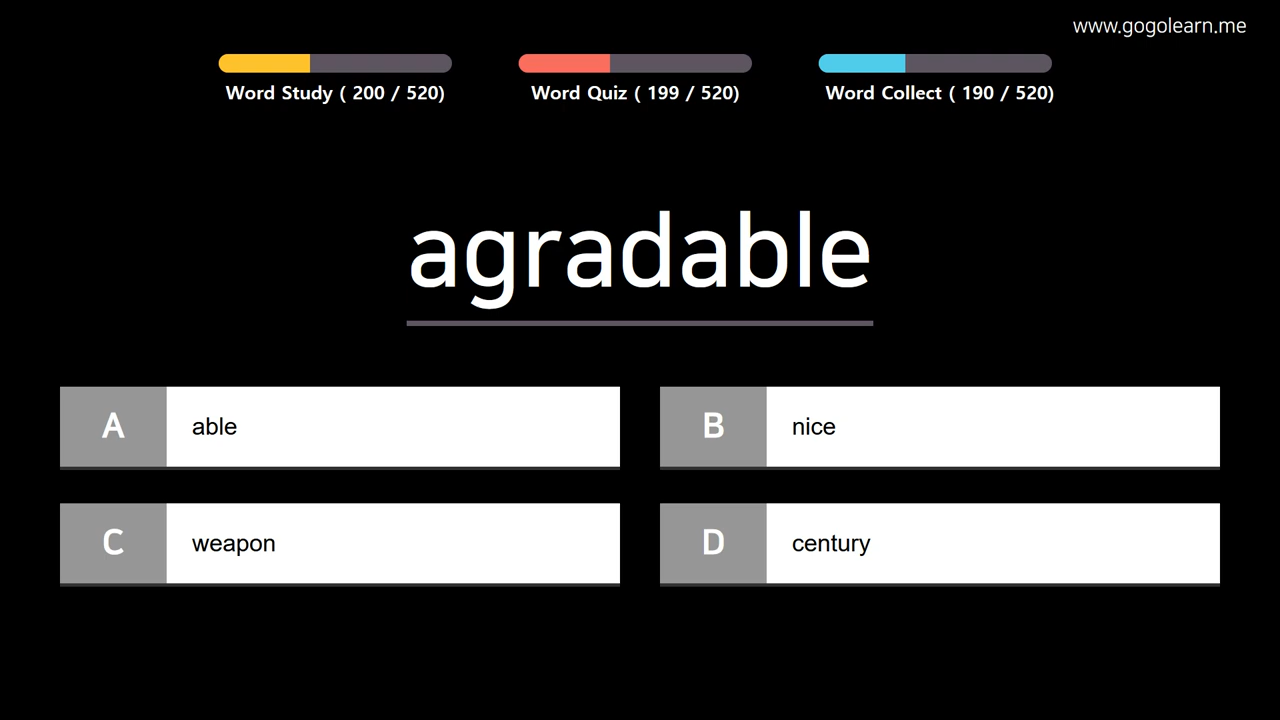 www.gogolearn.me
Word Study ( 200 / 520)
Word Quiz ( 199 / 520)
Word Collect ( 190 / 520)
agradable
A able
B nice
C weapon
D century